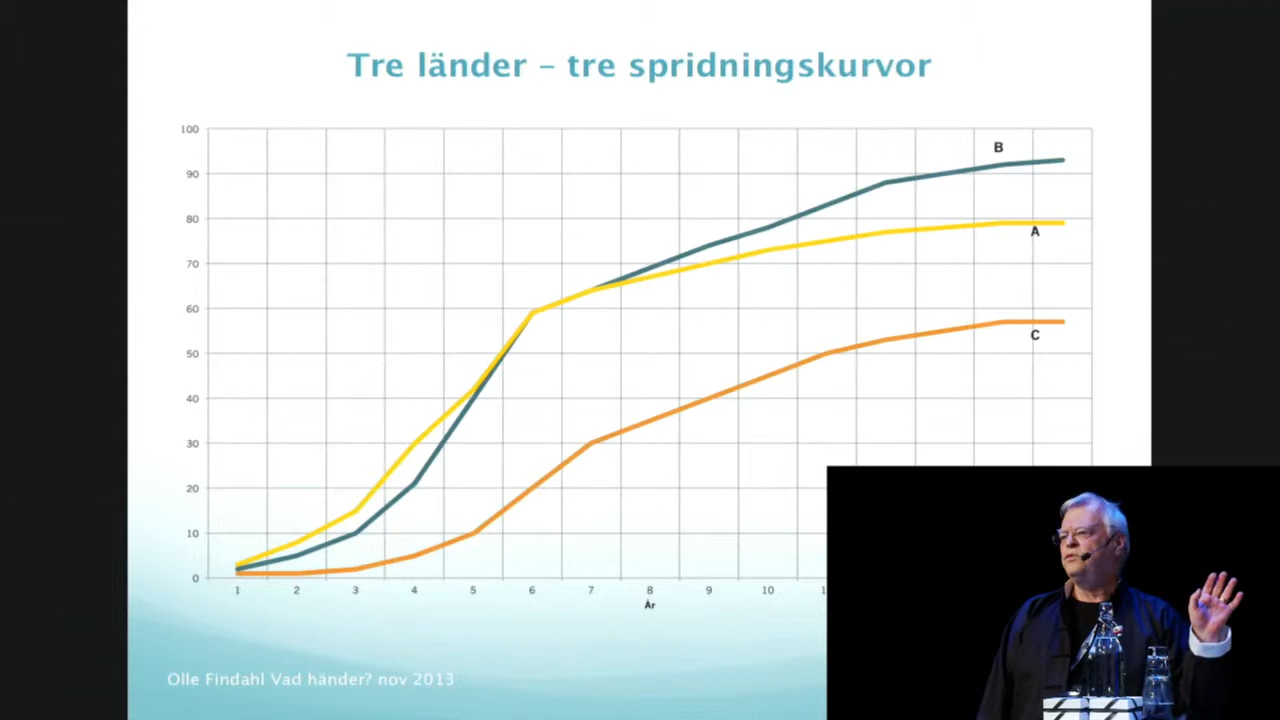 Tre länder – tre spridningskurvor
100
90
80
70
60
50
40
30
20
10
0
B
A
C
1 2 3 4 5 6 7 8 9 10
År
Olle Findahl Vad händer? nov 2013